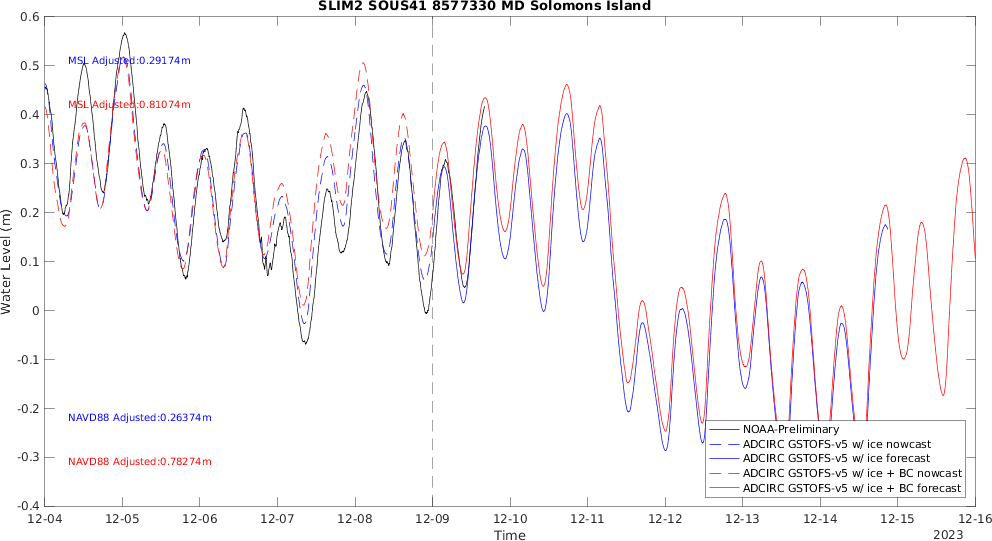 SLIM2 SOUS41 8577330 MD Solomons Island
0.6
0.5
0.4
0.3
0.2
0.1
0
-0.1
-0.2
-0.3
-0.4
Water Level (m)
MSL Adjusted:0.29174m
MSL Adjusted:0.81074m
NAVD88 Adjusted:0.26374m
NAVD88 Adjusted:0.78274m
NOAA-Preliminary
ADCIRC GSTOFS-v5 w/ ice nowcast
ADCIRC GSTOFS-v5 w/ ice forecast
ADCIRC GSTOFS-v5 w/ ice + BC nowcast
ADCIRC GSTOFS-v5 w/ ice + BC forecast
12-04 12-05 12-06 12-07 12-08 12-09 12-10 12-11 12-12 12-13 12-14 12-15 12-16
Time
2023